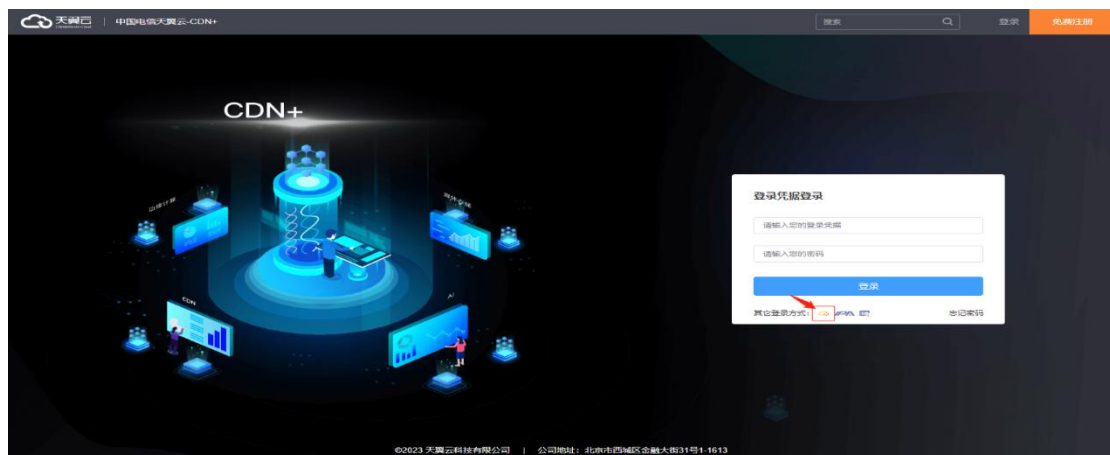 天翼云 | 中国电信天翼云-CDN+
搜索
登录
免费注册
CDN+
边缘计算
CDN
AI
登录凭据登录
请输入您的登录凭据
请输入您的密码
登录
其它登录方式:
忘记密码
©2023 天翼云科技有限公司 | 公司地址：北京市西城区金融大街31号1-1613